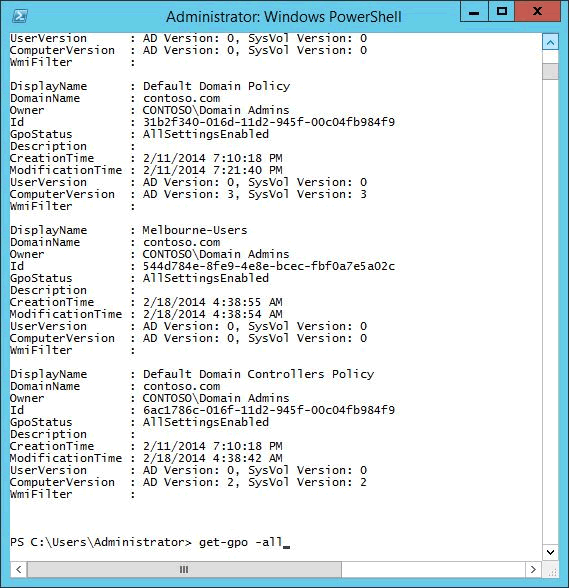 Administrator: Windows PowerShell
UserVersion : AD Version: 0, SysVol Version: 0
ComputerVersion : AD Version: 0, SysVol Version: 0
WmiFilter :
DisplayName : Default Domain Policy
DomainName : contoso.com
Owner : CONTOSO\Domain Admins
Id : 31b2f340-016d-11d2-945f-00c04fb984f9
GpoStatus : AllSettingsEnabled
Description :
CreationTime : 2/11/2014 7:10:18 PM
ModificationTime : 2/11/2014 7:21:40 PM
UserVersion : AD Version: 0, SysVol Version: 0
ComputerVersion : AD Version: 3, SysVol Version: 3
WmiFilter :
DisplayName : Melbourne-Users
DomainName : contoso.com
Owner : CONTOSO\Domain Admins
Id : 544d784e-8fe9-4e8e-bcec-fbf0a7e5a02c
GpoStatus : AllSettingsEnabled
Description :
CreationTime : 2/18/2014 4:38:55 AM
ModificationTime : 2/18/2014 4:38:54 AM
UserVersion : AD Version: 0, SysVol Version: 0
ComputerVersion : AD Version: 0, SysVol Version: 0
WmiFilter :
DisplayName : Default Domain Controllers Policy
DomainName : contoso.com
Owner : CONTOSO\Domain Admins
Id : 6ac1786c-016f-11d2-945f-00c04fb984f9
GpoStatus : AllSettingsEnabled
Description :
CreationTime : 2/11/2014 7:10:18 PM
ModificationTime : 2/18/2014 4:38:42 AM
UserVersion : AD Version: 0, SysVol Version: 0
ComputerVersion : AD Version: 2, SysVol Version: 2
WmiFilter :
PS C:\Users\Administrator> get-gpo -all_